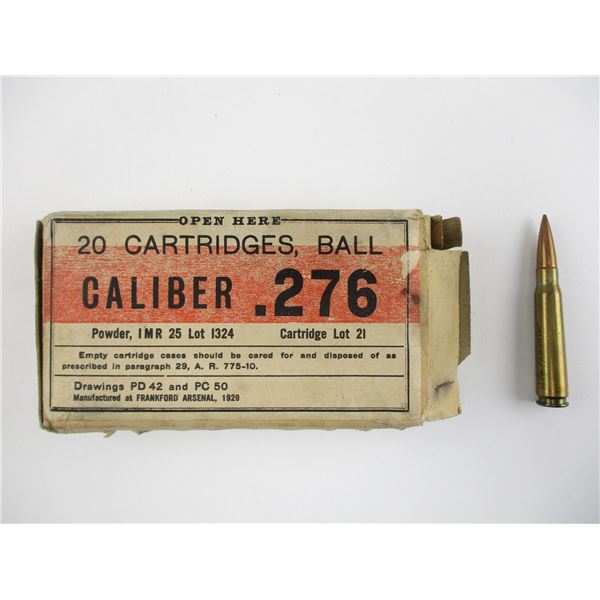 OPEN HERE
20 CARTRIDGES, BALL
CALIBER .276
Powder, IMR 25 Lot 1324 Cartridge Lot 21
Empty cartridge cases should be cared for and disposed of as
prescribed in paragraph 29, A. R. 775-10.
Drawings PD 42 and PC 50
Manufactured at FRANKFORD ARSENAL, 1929